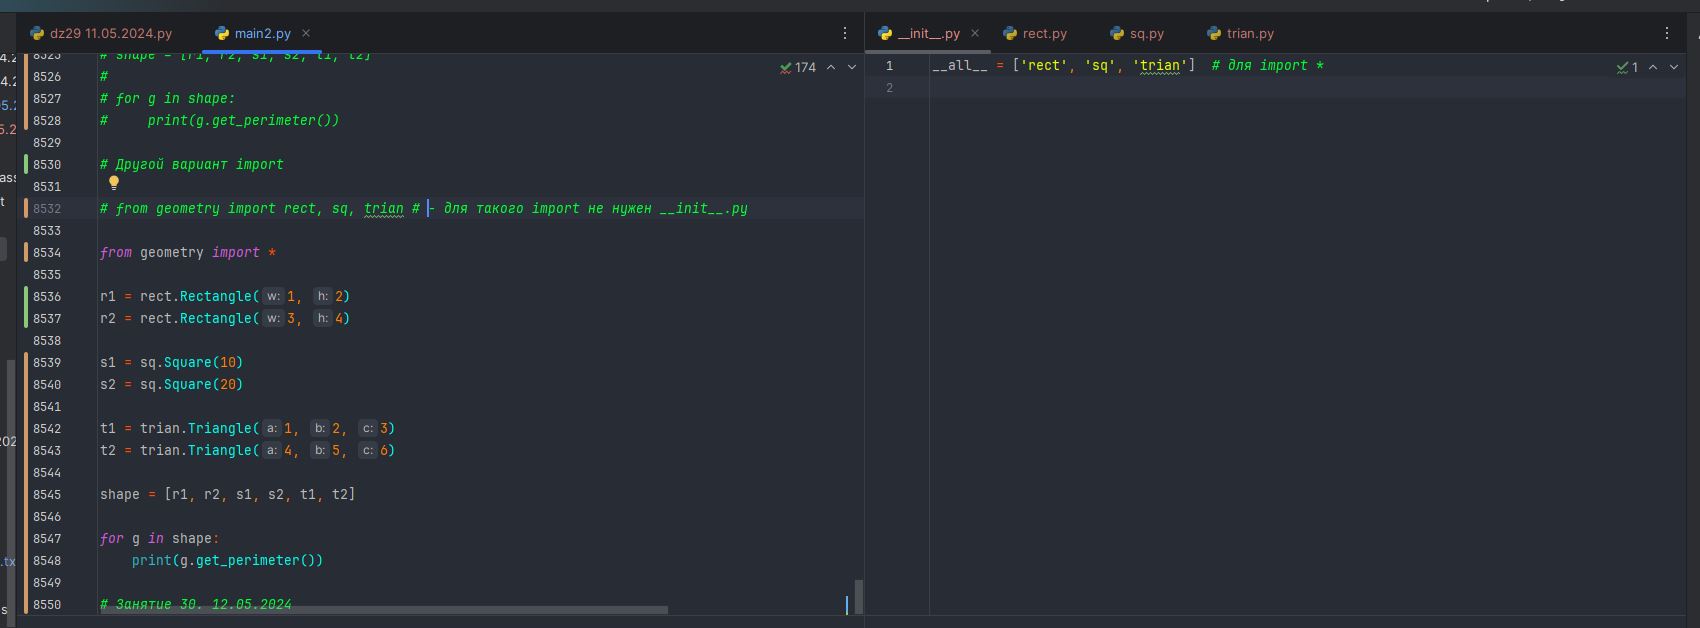 dz29 11.05.2024.py
main2.py
8525 # shape = [r1, r2, s1, s2, t1, t2]
174
8526 #
8527 # for g in shape:
8528 #     print(g.get_perimeter())
8529
8530 # Другой вариант import
8531
8532 # from geometry import rect, sq, trian # - для такого import не нужен __init__.py
8533
8534 from geometry import *
8535
8536 r1 = rect.Rectangle( w: 1, h: 2)
8537 r2 = rect.Rectangle( w: 3, h: 4)
8538
8539 s1 = sq.Square(10)
8540 s2 = sq.Square(20)
8541
8542 t1 = trian.Triangle( a: 1, b: 2, c: 3)
8543 t2 = trian.Triangle( a: 4, b: 5, c: 6)
8544
8545 shape = [r1, r2, s1, s2, t1, t2]
8546
8547 for g in shape:
8548     print(g.get_perimeter())
8549
8550 # Занятие 30. 12.05.2024
__init__.py
rect.py
sq.py
trian.py
1 __all__ = ['rect', 'sq', 'trian']  # для import *
1
2